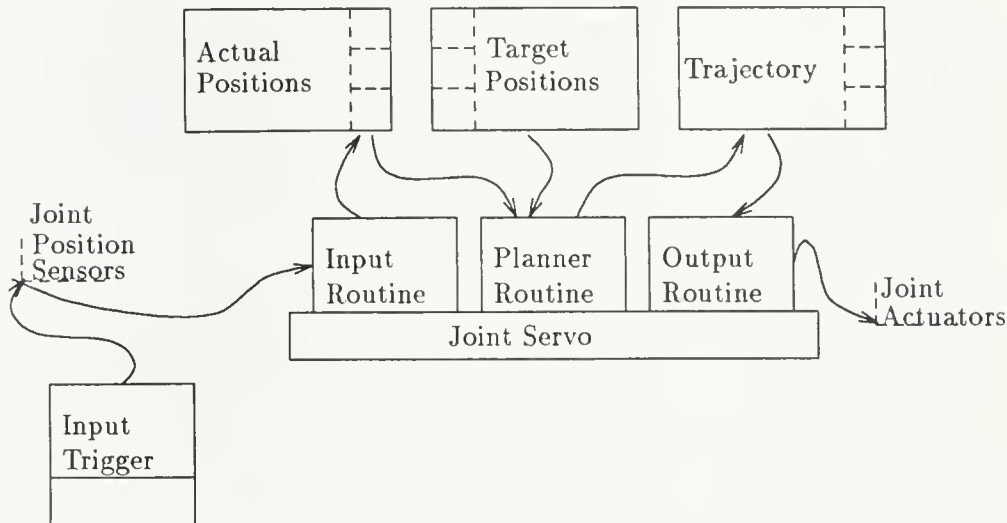 Actual
Positions
Target
Positions
Trajectory
Joint
Position
Sensors
Input
Routine
Planner
Routine
Output
Routine
Joint
Actuators
Joint Servo
Input
Trigger